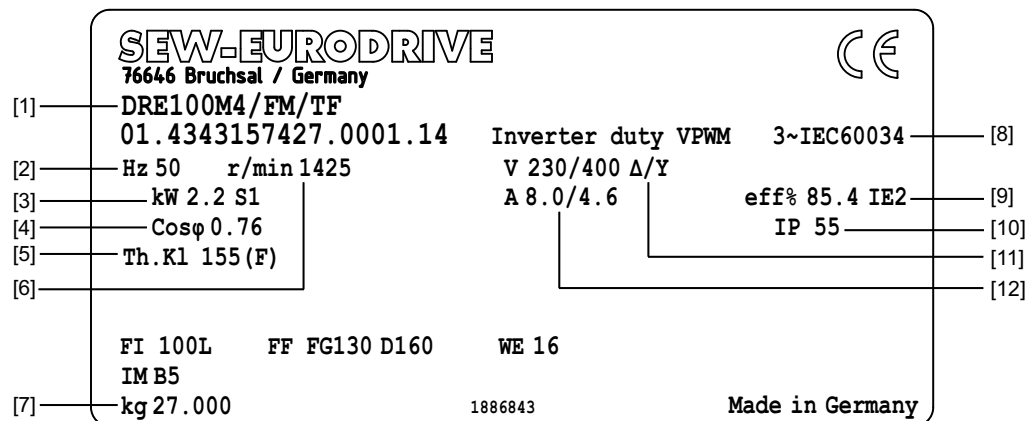 SEW-EURODRIVE
76646 Bruchsal / Germany
CE
[1] DRE100M4/FM/TF
01.4343157427.0001.14 Inverter duty VPWM 3~IEC60034 [8]
[2] Hz 50 r/min 1425 V 230/400 Δ/Y
[3] kW 2.2 S1 A 8.0/4.6 eff% 85.4 IE2 [9]
[4] Cosφ 0.76 IP 55 [10]
[5] Th.Kl 155(F) [11]
[6] [12]
FI 100L FF FG130 D160 WE 16
IM B5
[7] kg 27.000 1886843 Made in Germany